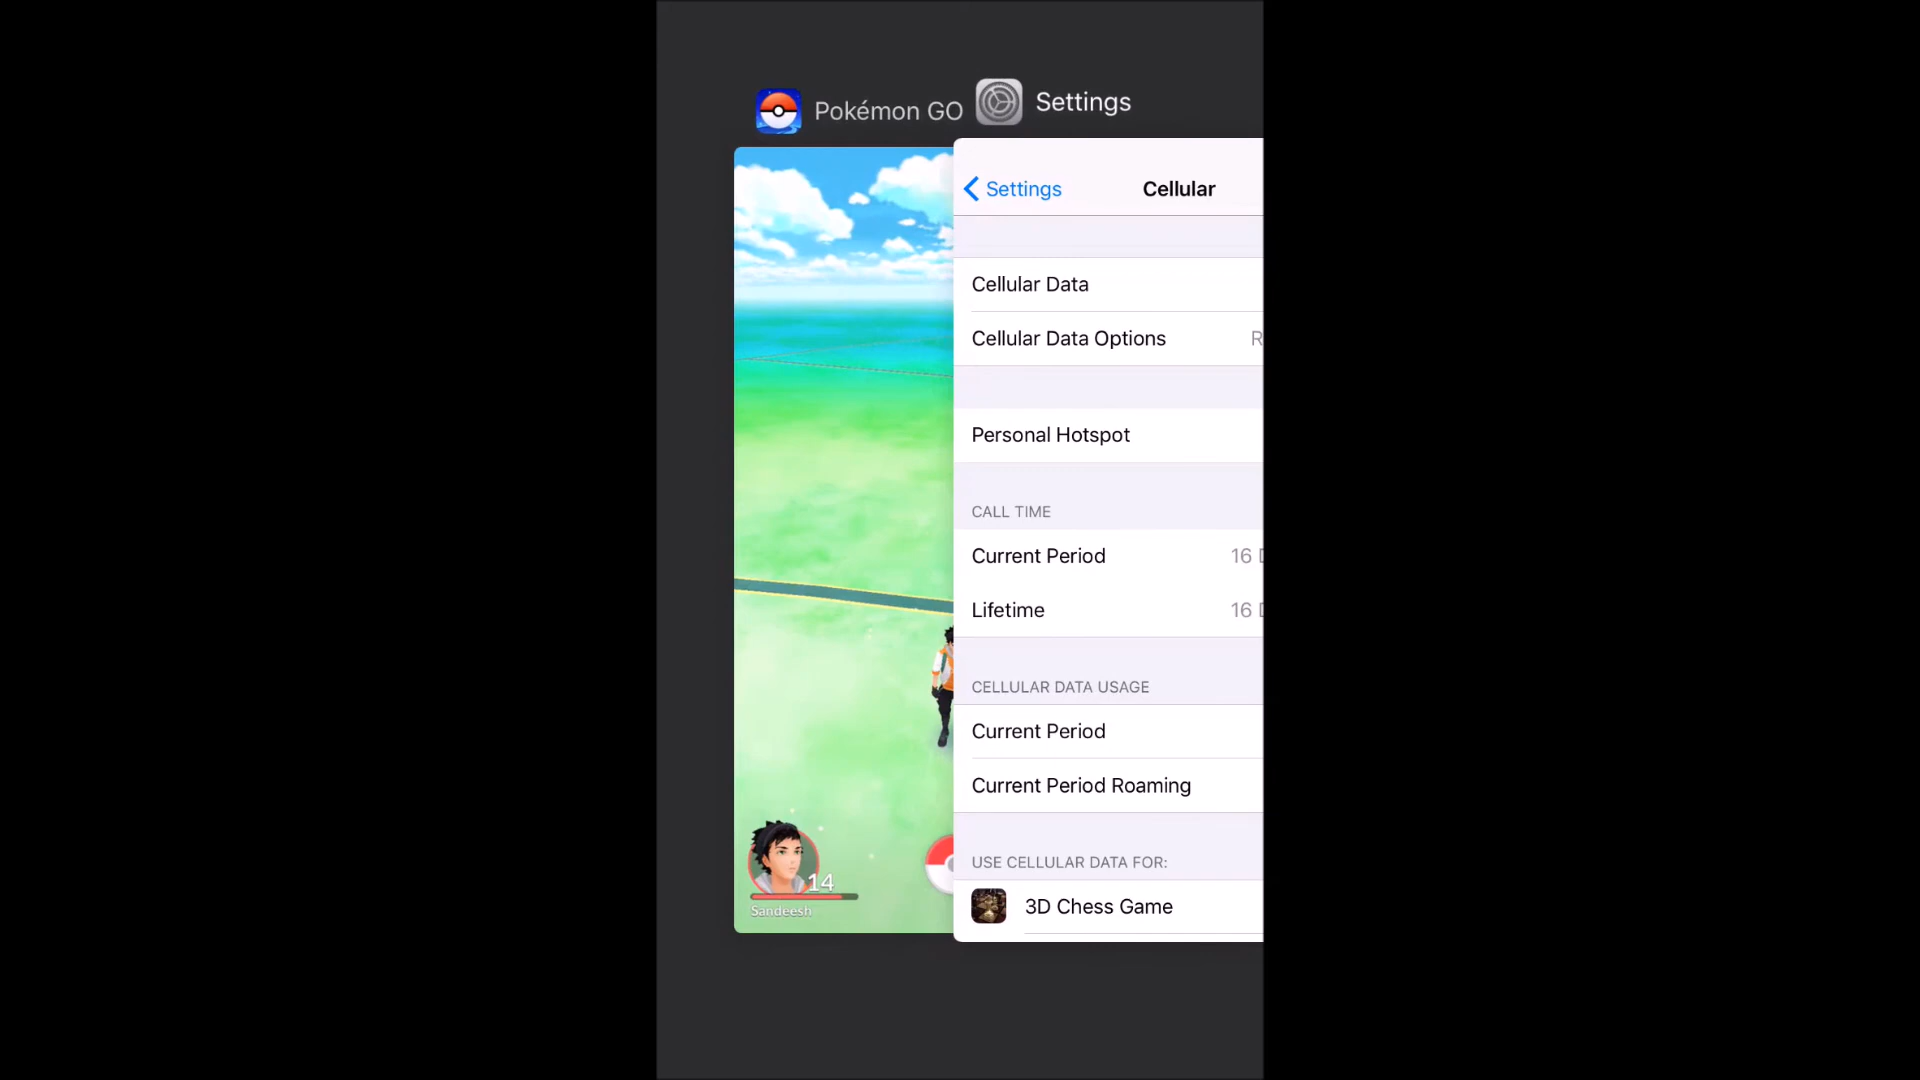 Pokémon GO
Settings
Settings
Cellular
Cellular Data
Cellular Data Options
R
Personal Hotspot
CALL TIME
Current Period
16 D
Lifetime
16 D
CELLULAR DATA USAGE
Current Period
Current Period Roaming
USE CELLULAR DATA FOR:
3D Chess Game
14
Sandeesh